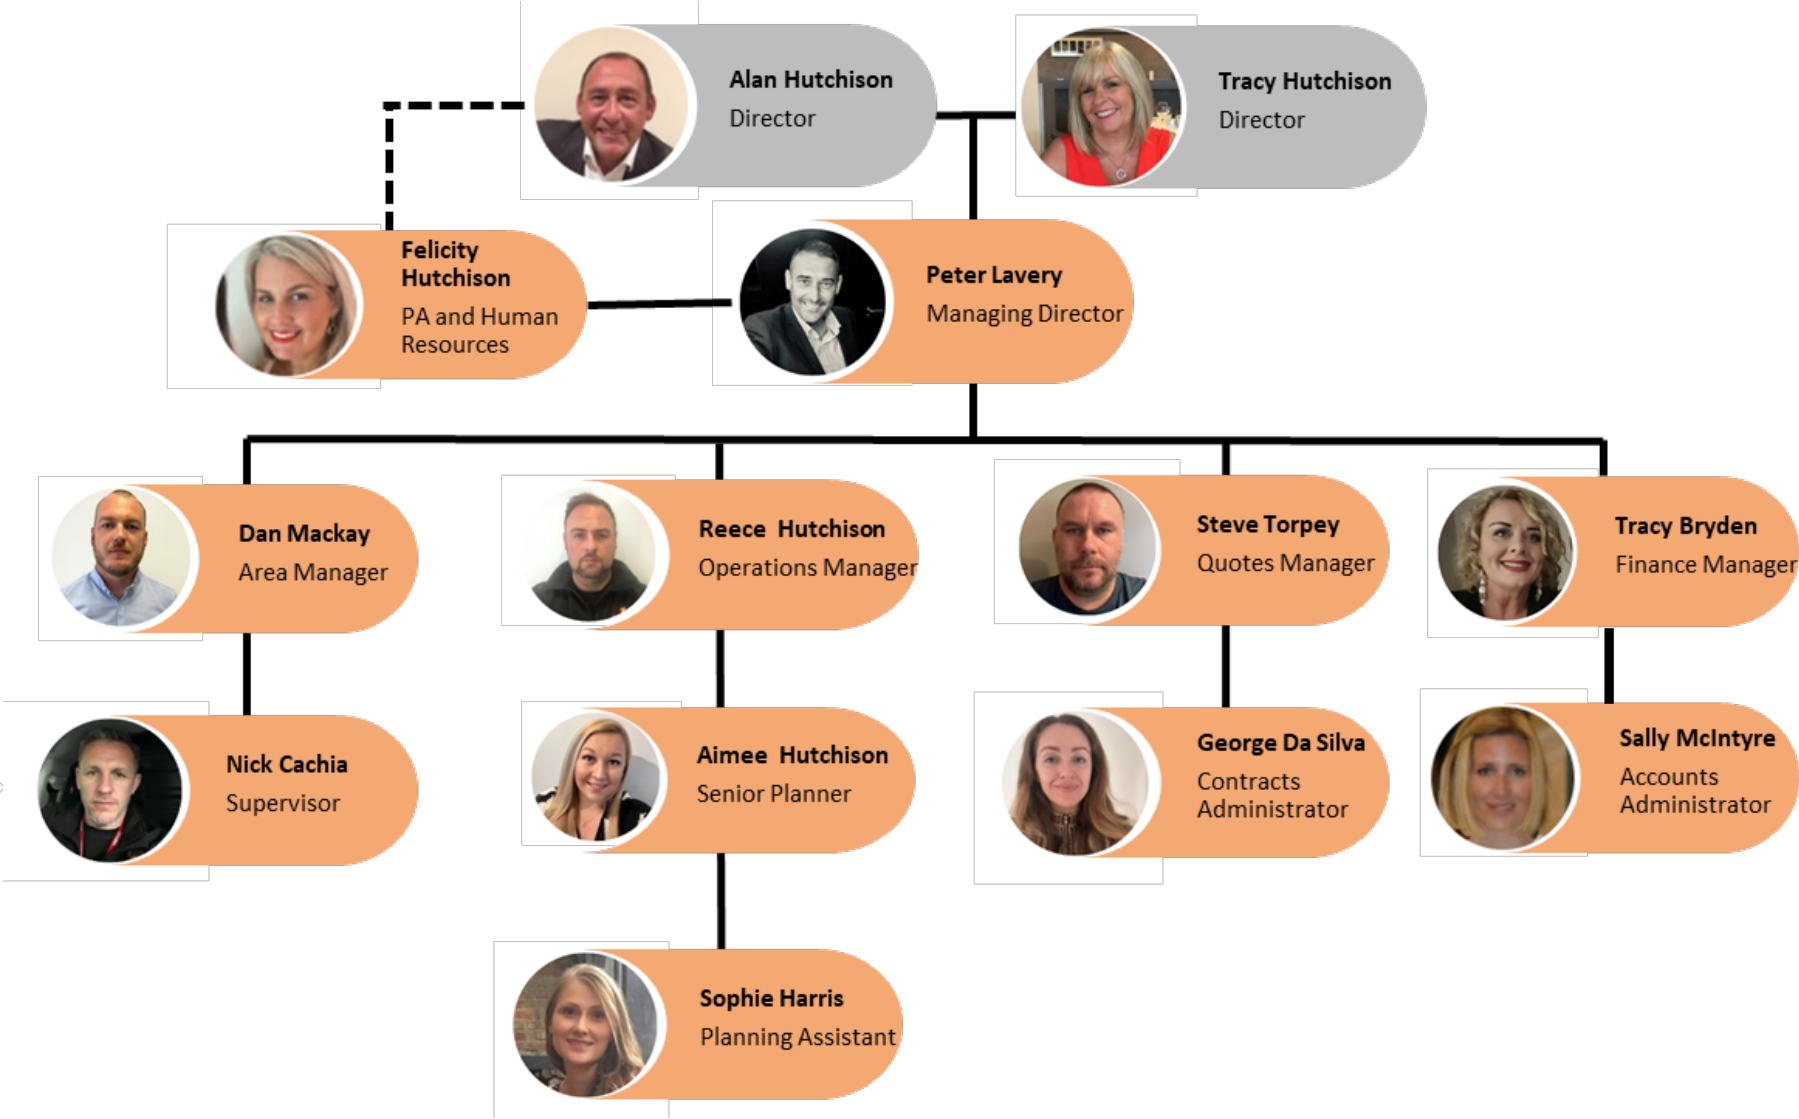 Alan Hutchison
Director
Tracy Hutchison
Director
Felicity
Hutchison
PA and Human
Resources
Peter Lavery
Managing Director
Dan Mackay
Area Manager
Reece  Hutchison
Operations Manager
Steve Torpey
Quotes Manager
Tracy Bryden
Finance Manager
Nick Cachia
Supervisor
Aimee  Hutchison
Senior Planner
George Da Silva
Contracts
Administrator
Sally McIntyre
Accounts
Administrator
Sophie Harris
Planning Assistant